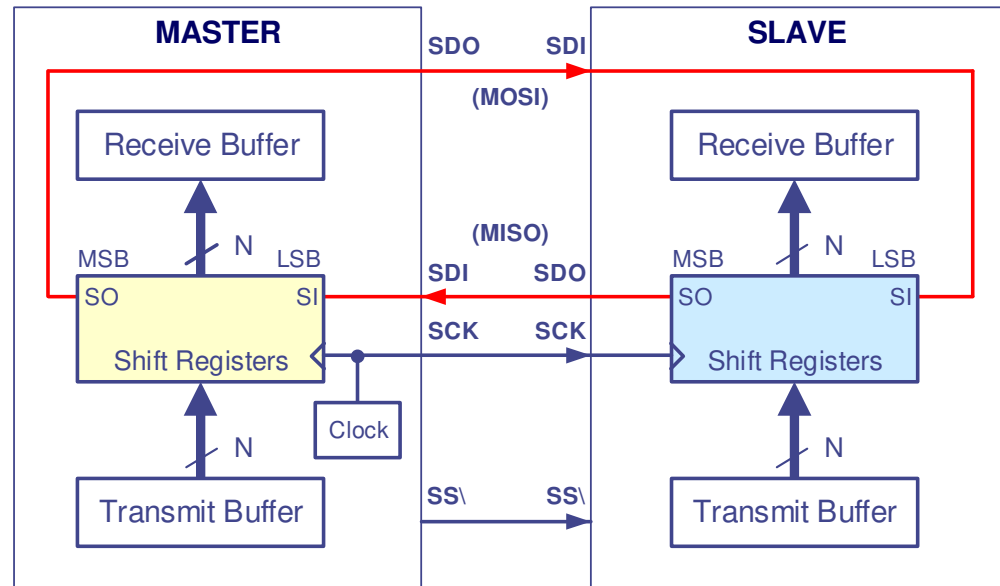 MASTER
SLAVE
SDO SDI
(MOSI)
Receive Buffer
Receive Buffer
N
N
(MISO)
MSB LSB
SDI SDO
MSB LSB
SO SI
SO SI
SCK SCK
Shift Registers
Shift Registers
Clock
N
N
SS\ SS\
Transmit Buffer
Transmit Buffer